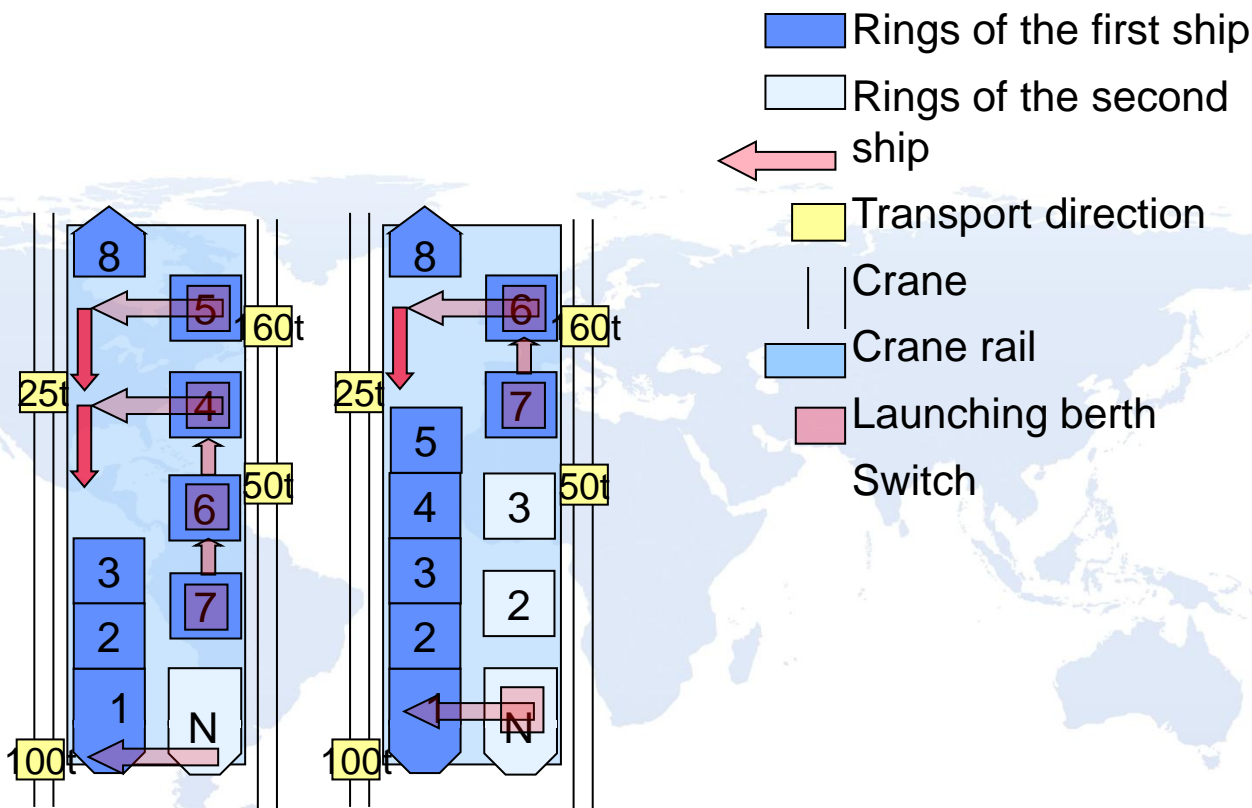 Rings of the first ship
Rings of the second
ship
Transport direction
Crane
Crane rail
Launching berth
Switch
8
5
160t
25t
4
50t
6
3
7
2
1
N
100t
8
6
160t
25t
7
5
50t
4
3
3
2
2
1
N
100t